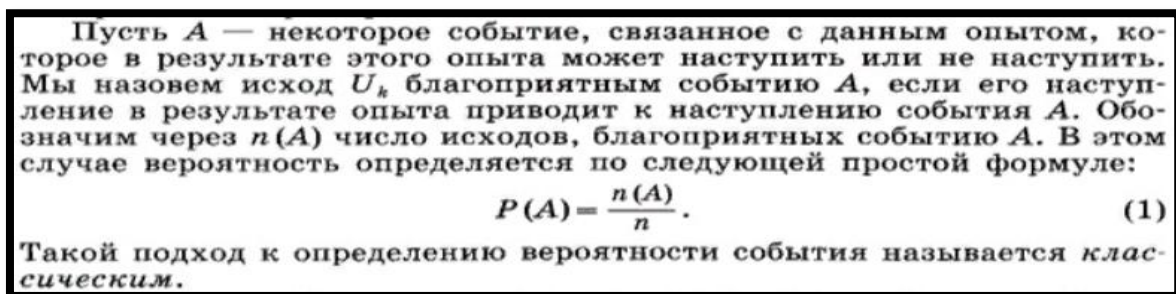 Пусть A — некоторое событие, связанное с данным опытом, ко-
торое в результате этого опыта может наступить или не наступить.
Мы назовем исход U_k благоприятным событию A, если его наступ-
ление в результате опыта приводит к наступлению события A. Обо-
значим через n(A) число исходов, благоприятных событию A. В этом
случае вероятность определяется по следующей простой формуле:
P(A) = n(A)/n. (1)
Такой подход к определению вероятности события называется клас-
сическим.